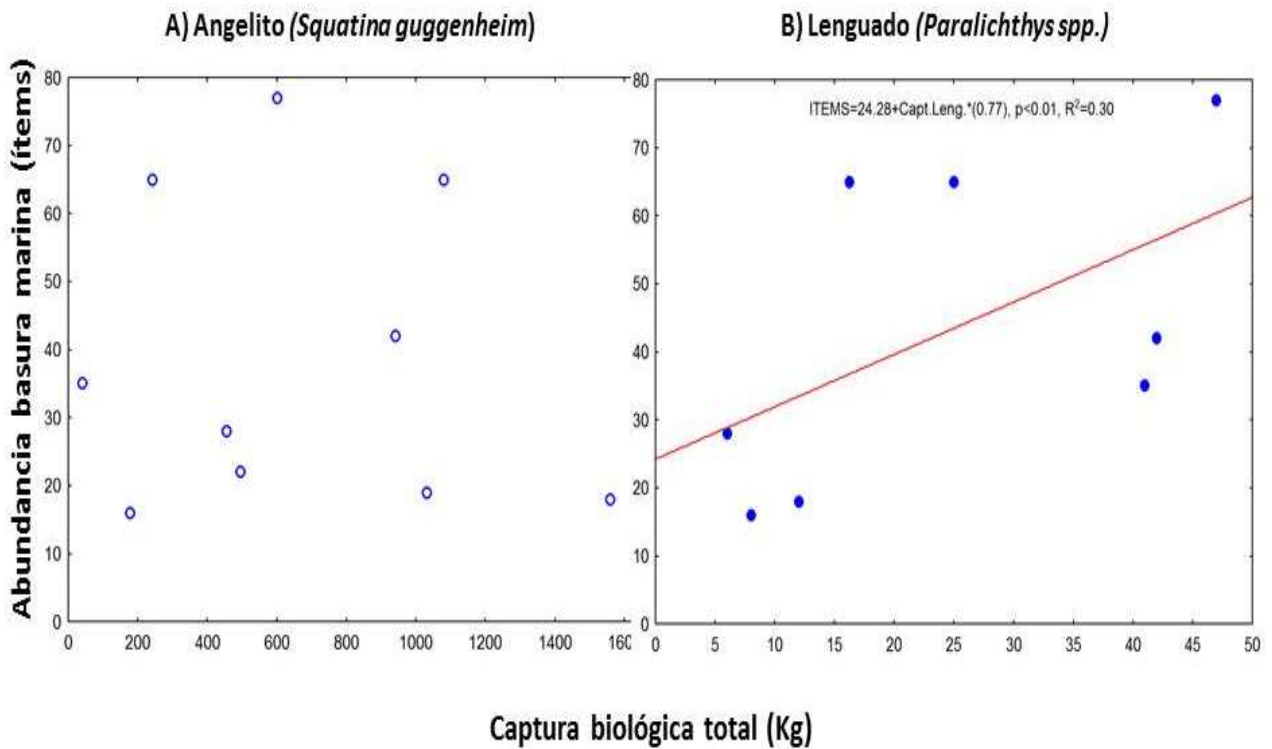 A) Angelito (Squatina guggenheim)
B) Lenguado (Paralichthys spp.)
Abundancia basura marina (ítems)
80
70
60
50
40
30
20
10
0
0 200 400 600 800 1000 1200 1400 160
ITEMS=24.28+Capt.Leng.*(0.77), p<0.01, R²=0.30
80
70
60
50
40
30
20
10
0
0 5 10 15 20 25 30 35 40 45 50
Captura biológica total (Kg)